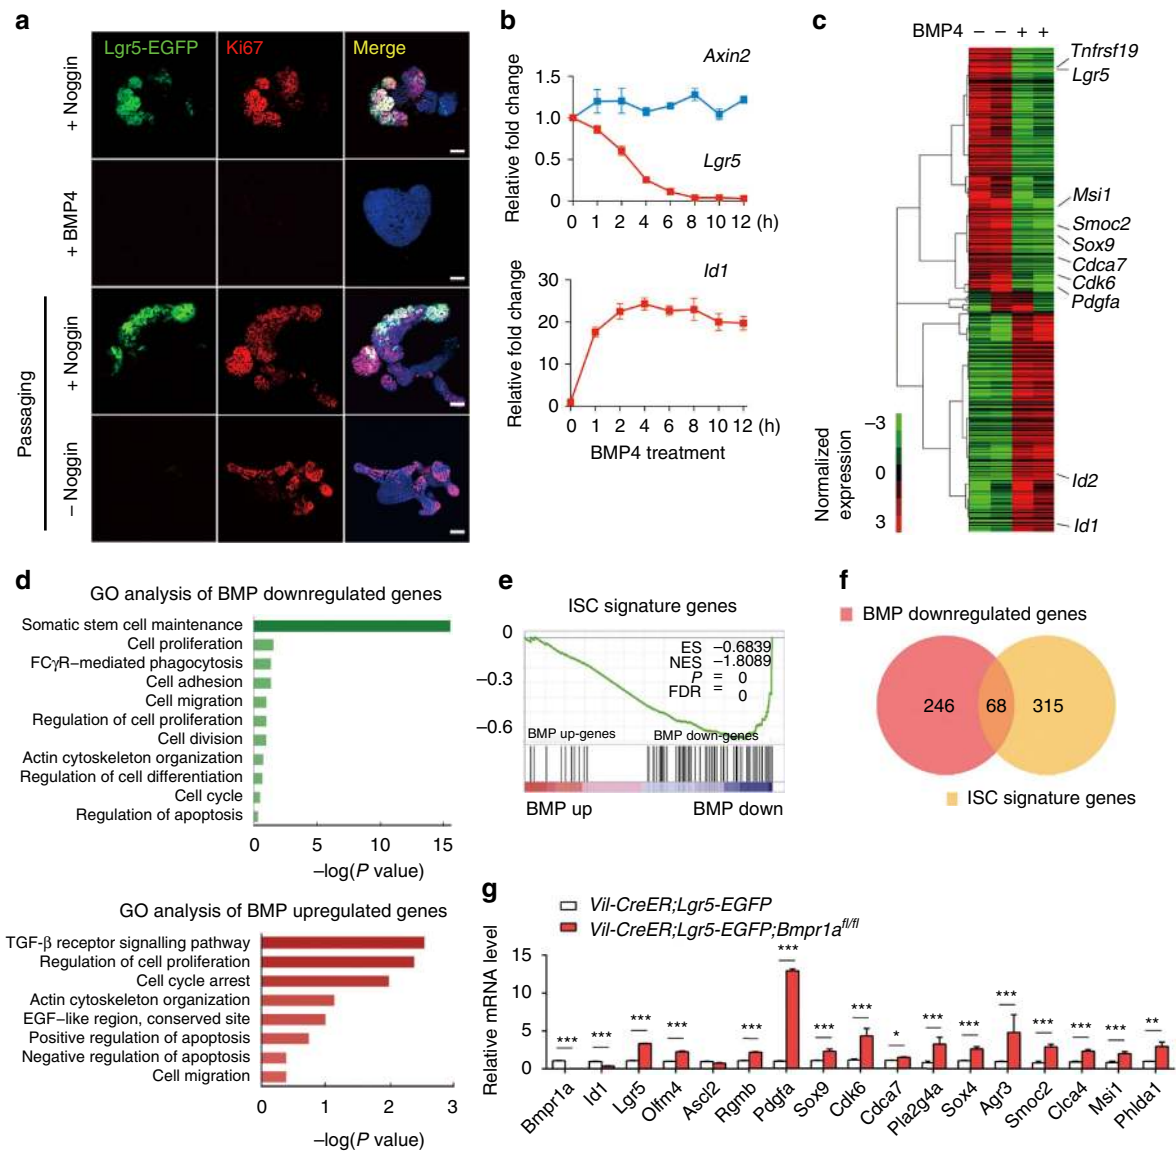 a
Lgr5-EGFP
Ki67
Merge
+ Noggin
+ BMP4
Passaging
+ Noggin
− Noggin
b
Axin2
Relative fold change
1.5
1.0
0.5
0
Lgr5
0 1 2 4 6 8 10 12 (h)
Id1
Relative fold change
30
20
10
0
0 1 2 4 6 8 10 12 (h)
BMP4 treatment
c
BMP4 − − + +
Tnfrsf19
Lgr5
Msi1
Smoc2
Sox9
Cdca7
Cdk6
Pdgfa
Id2
Id1
Normalized
expression
−3
0
3
d
GO analysis of BMP downregulated genes
Somatic stem cell maintenance
Cell proliferation
FCγR−mediated phagocytosis
Cell adhesion
Cell migration
Regulation of cell proliferation
Cell division
Actin cytoskeleton organization
Regulation of cell differentiation
Cell cycle
Regulation of apoptosis
0 5 10 15
−log(P value)
GO analysis of BMP upregulated genes
TGF-β receptor signalling pathway
Regulation of cell proliferation
Cell cycle arrest
Actin cytoskeleton organization
EGF−like region, conserved site
Positive regulation of apoptosis
Negative regulation of apoptosis
Cell migration
0 1 2 3
−log(P value)
e
ISC signature genes
0
−0.3
−0.6
ES −0.6839
NES −1.8089
P = 0
FDR = 0
BMP up-genes BMP down-genes
BMP up BMP down
f
BMP downregulated genes
246 68 315
ISC signature genes
g
Vil-CreER;Lgr5-EGFP
Vil-CreER;Lgr5-EGFP;Bmpr1afl/fl
Relative mRNA level
15
10
5
0
*** *** *** *** *** *** *** *** * *** *** *** *** *** *** **
Bmpr1a Id1 Lgr5 Olfm4 Ascl2 Rgmb Pdgfa Sox9 Cdk6 Cdca7 Pla2g4a Sox4 Agr3 Smoc2 Clca4 Msi1 Phlda1